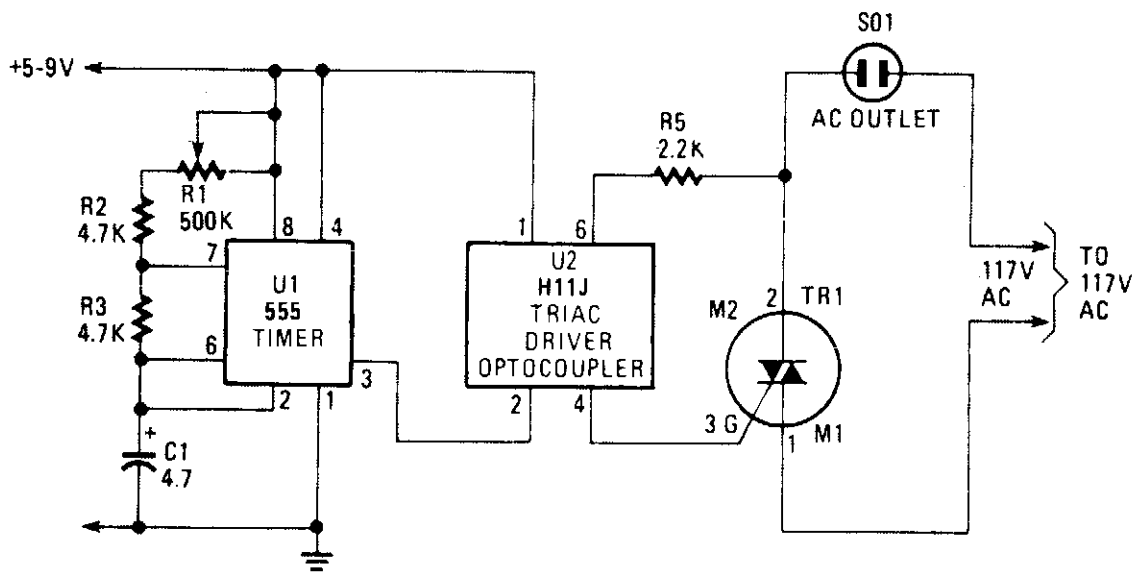 +5-9V
S01
AC OUTLET
R5
2.2K
R1
500K
R2
4.7K
8
4
7
U1
555
TIMER
R3
4.7K
6
3
2
1
C1
+
4.7
1
6
U2
H11J
TRIAC
DRIVER
OPTOCOUPLER
2
4
2
TR1
M2
3 G
1
M1
117V
AC
TO
117V
AC